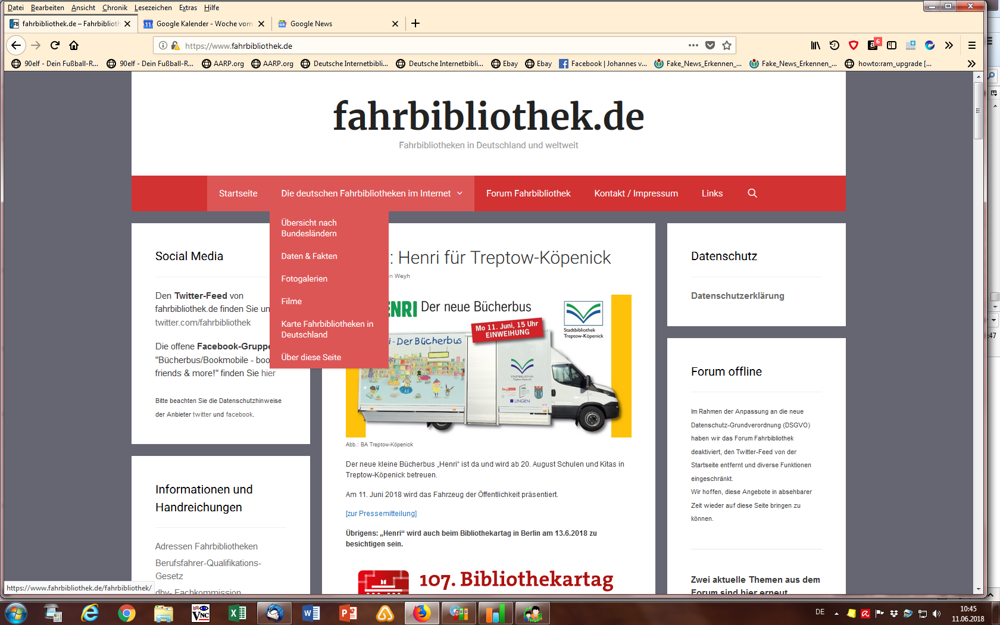 Datei Bearbeiten Ansicht Chronik Lesezeichen Extras Hilfe
fahrbibliothek.de – Fahrbiblioth
Google Kalender - Woche vom
Google News
https://www.fahrbibliothek.de
6
90elf - Dein Fußball-R...
90elf - Dein Fußball-R...
AARP.org
AARP.org
Deutsche Internetbibli...
Deutsche Internetbibli...
Ebay
Ebay
Facebook | Johannes v...
Fake_News_Erkennen_...
Fake_News_Erkennen_...
howto:ram_upgrade [...
fahrbibliothek.de
Fahrbibliotheken in Deutschland und weltweit
Startseite
Die deutschen Fahrbibliotheken im Internet
Forum Fahrbibliothek
Kontakt / Impressum
Links
Übersicht nach
Bundesländern
Daten & Fakten
Fotogalerien
Filme
Karte Fahrbibliotheken in
Deutschland
Über diese Seite
Social Media
Den Twitter-Feed von
fahrbibliothek.de finden Sie un
twitter.com/fahrbibliothek
Die offene Facebook-Gruppe
"Bücherbus/Bookmobile - boo
friends & more!" finden Sie hier
Bitte beachten Sie die Datenschutzhinweise
der Anbieter twitter und facebook.
Informationen und
Handreichungen
Adressen Fahrbibliotheken
Berufsfahrer-Qualifikations-
Gesetz
dbv- Fachkommission
: Henri für Treptow-Köpenick
on Weyh
ENRI Der neue Bücherbus
Mo 11. Juni, 15 Uhr
EINWEIHUNG
Stadtbibliothek
Treptow-Köpenick
i - Der Bücherbus
STADTBIBLIOTHEK
Treptow-Köpenick
LINGEN
Abb.: BA Treptow-Köpenick
Der neue kleine Bücherbus „Henri“ ist da und wird ab 20. August Schulen und Kitas in
Treptow-Köpenick betreuen.
Am 11. Juni 2018 wird das Fahrzeug der Öffentlichkeit präsentiert.
[zur Pressemitteilung]
Übrigens: „Henri“ wird auch beim Bibliothekartag in Berlin am 13.6.2018 zu
besichtigen sein.
107. Bibliothekartag
Datenschutz
Datenschutzerklärung
Forum offline
Im Rahmen der Anpassung an die neue
Datenschutz-Grundverordnung (DSGVO)
haben wir das Forum Fahrbibliothek
deaktiviert, den Twitter-Feed von der
Startseite entfernt und diverse Funktionen
eingeschränkt.
Wir hoffen, diese Angebote in absehbarer
Zeit wieder auf diese Seite bringen zu
können.
Zwei aktuelle Themen aus dem
Forum sind hier erneut
:47
https://www.fahrbibliothek.de/fahrbibliothek/
VNC
DE
10:45
11.06.2018